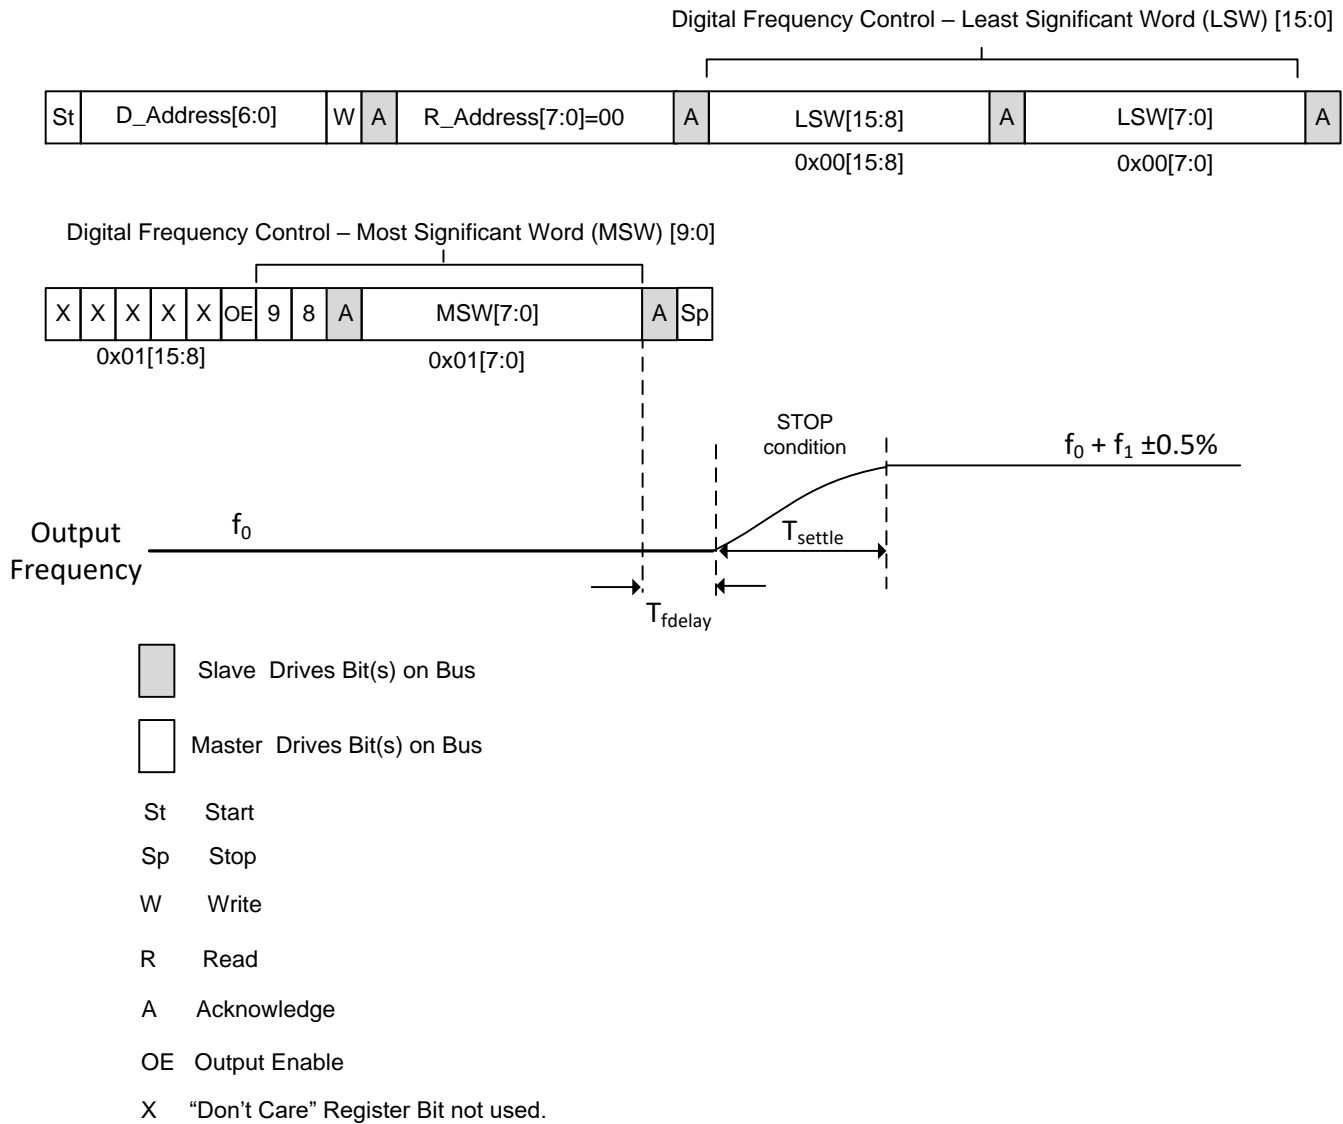 Digital Frequency Control – Least Significant Word (LSW) [15:0]
St D_Address[6:0] W A R_Address[7:0]=00 A LSW[15:8] A LSW[7:0] A
0x00[15:8] 0x00[7:0]
Digital Frequency Control – Most Significant Word (MSW) [9:0]
X X X X X OE 9 8 A MSW[7:0] A Sp
0x01[15:8] 0x01[7:0]
STOP
condition
f0 + f1 ±0.5%
f0
Output
Frequency
Tsettle
Tfdelay
Slave Drives Bit(s) on Bus
Master Drives Bit(s) on Bus
St Start
Sp Stop
W Write
R Read
A Acknowledge
OE Output Enable
X “Don’t Care” Register Bit not used.